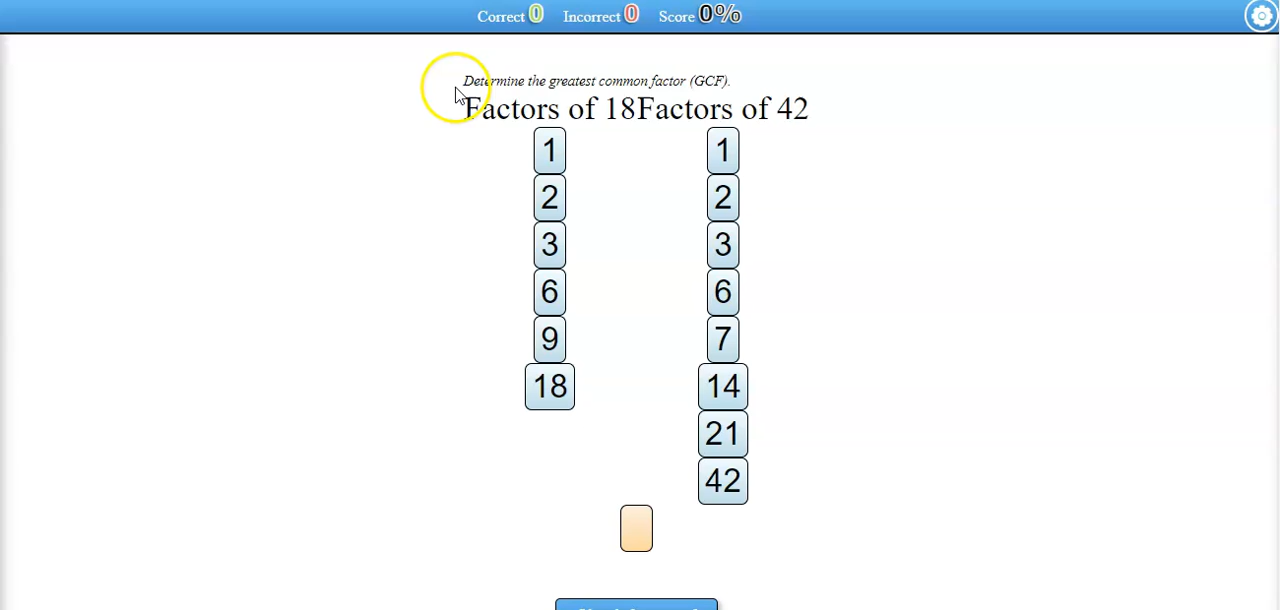 Correct 0 Incorrect 0 Score 0%
Determine the greatest common factor (GCF).
Factors of 18Factors of 42
1 1
2 2
3 3
6 6
9 7
18 14
21
42